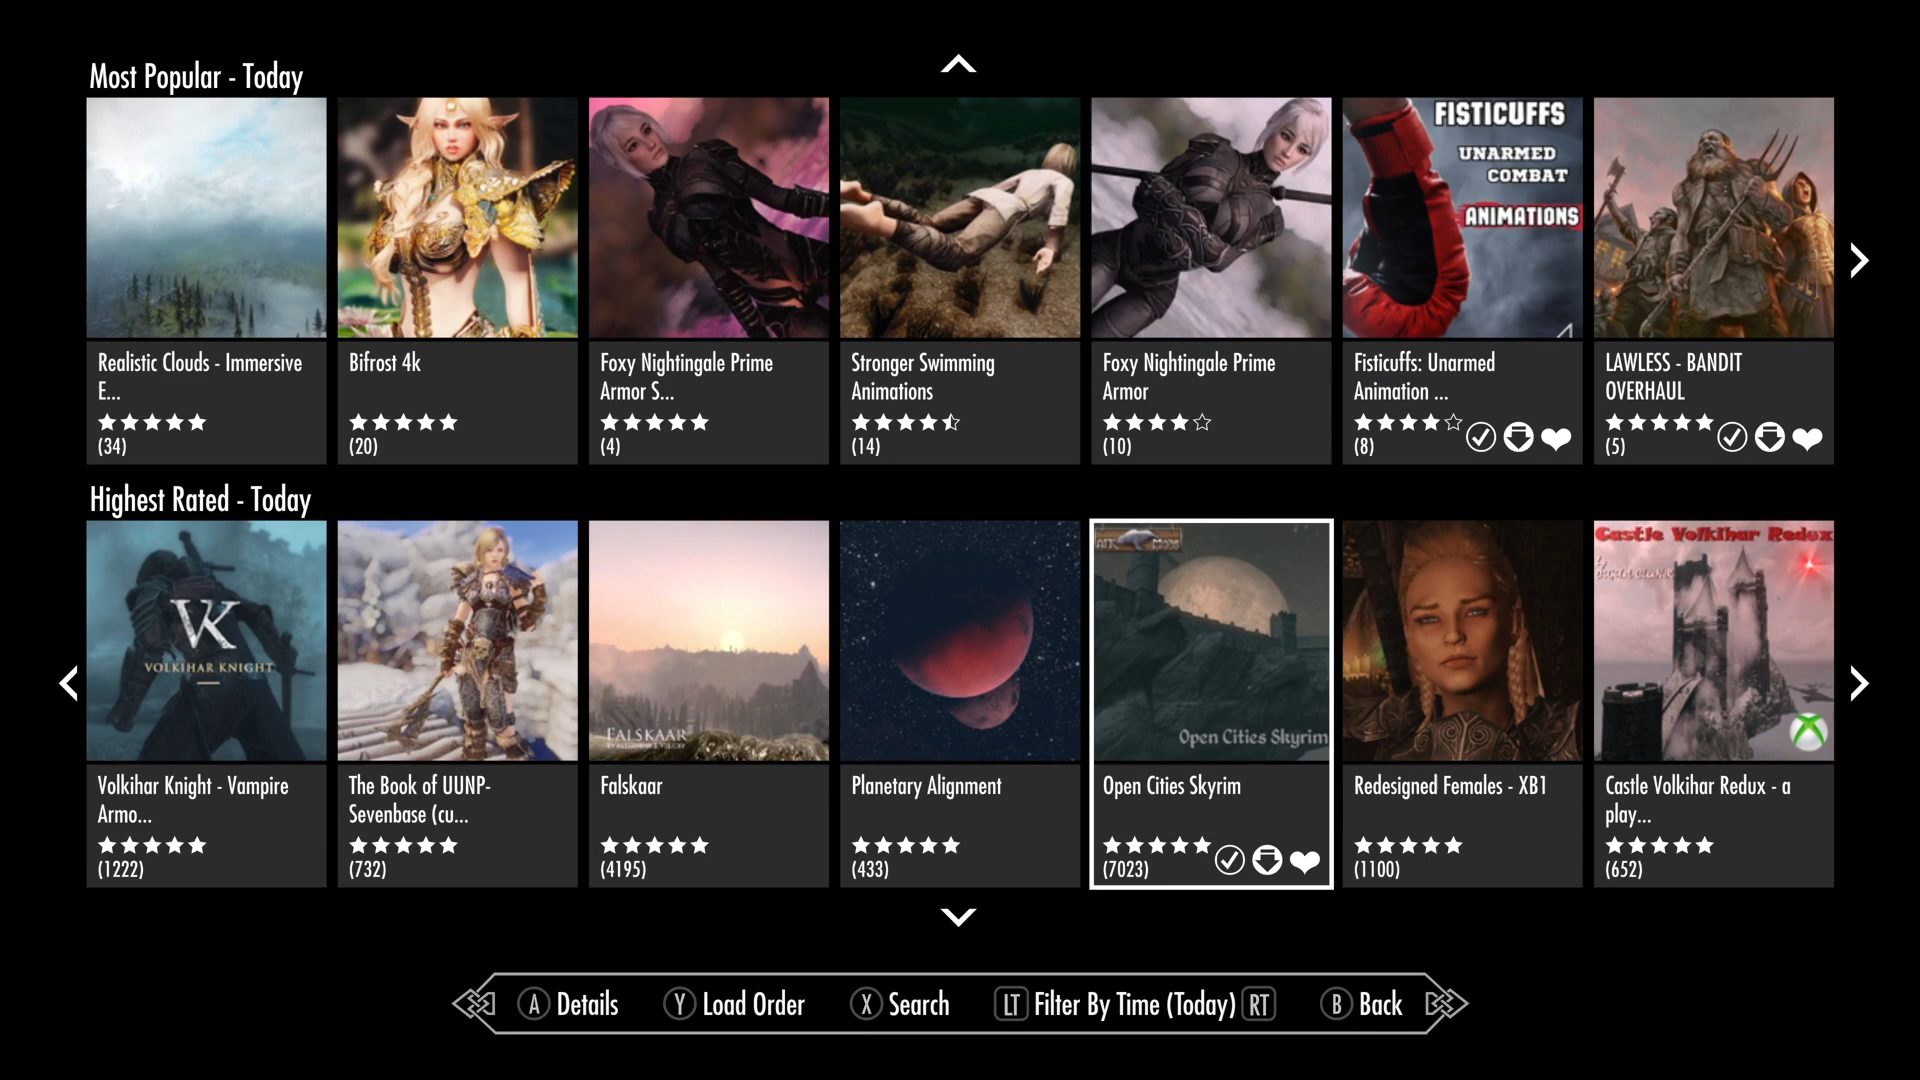 Most Popular - Today
FISTICUFFS
UNARMED
COMBAT
ANIMATIONS
Realistic Clouds - Immersive
E...
(34)
Bifrost 4k
(20)
Foxy Nightingale Prime
Armor S...
(4)
Stronger Swimming
Animations
(14)
Foxy Nightingale Prime
Armor
(10)
Fisticuffs: Unarmed
Animation ...
(8)
LAWLESS - BANDIT
OVERHAUL
(5)
Highest Rated - Today
VK
VOLKIHAR KNIGHT
FALSKAAR
Open Cities Skyrim
Castle Volkihar Redux
Volkihar Knight - Vampire
Armo...
(1222)
The Book of UUNP-
Sevenbase (cu...
(732)
Falskaar
(4195)
Planetary Alignment
(433)
Open Cities Skyrim
(7023)
Redesigned Females - XB1
(1100)
Castle Volkihar Redux - a
play...
(652)
A Details
Y Load Order
X Search
LT Filter By Time (Today) RT
B Back